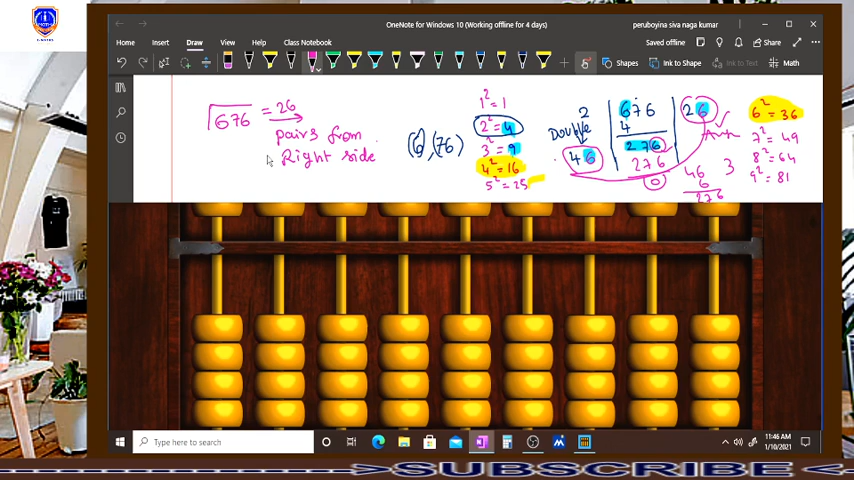 OneNote for Windows 10 (Working offline for 4 days)
peruboyina siva naga kumar
Home Insert Draw View Help Class Notebook
Saved offline Share
Shapes Ink to Shape Ink to Text Math
√676 = 26
pairs from
Right side
(6),(76)
1² = 1
2² = 4
3² = 9
4² = 16
5² = 25
2
Double
46
676
4
276
276
0
26
46
6
276
3
6² = 36
7² = 49
8² = 64
9² = 81
Type here to search
11:46 AM
1/10/2021
SUBSCRIBE